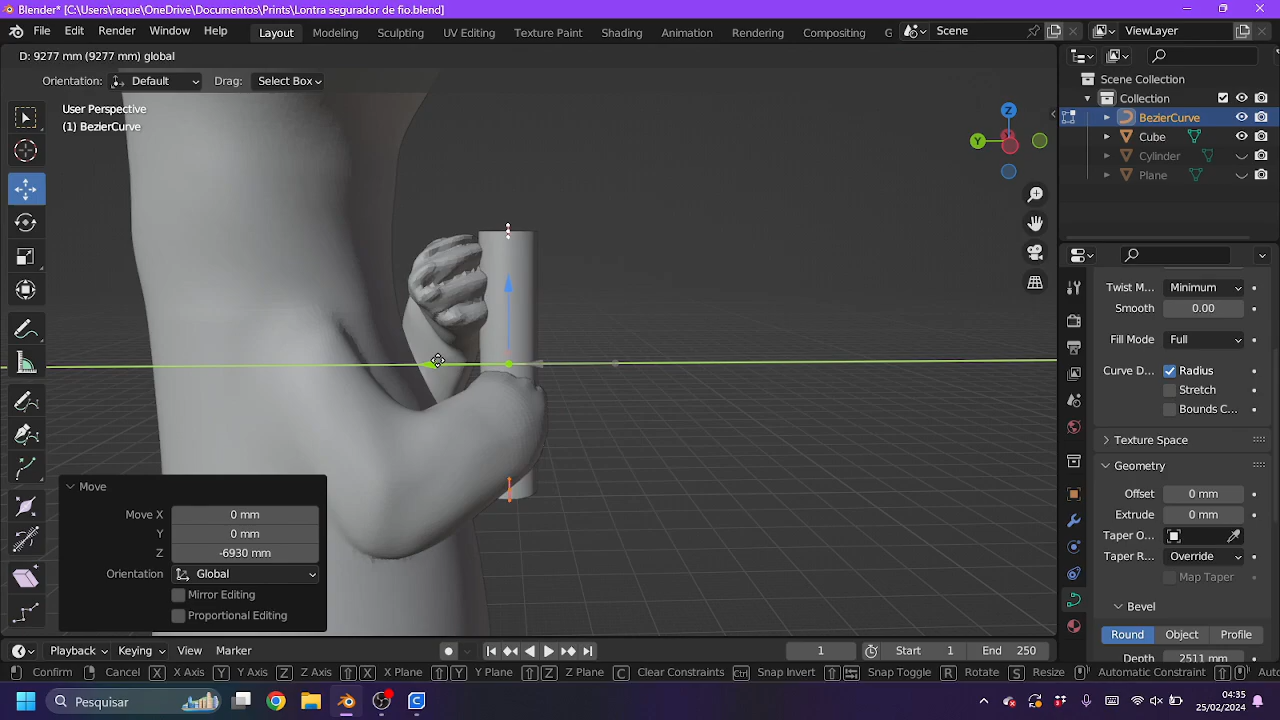 Blender* [C:\Users\raque\OneDrive\Documentos\Prints\Lontra segurador de fio.blend]
File Edit Render Window Help Layout Modeling Sculpting UV Editing Texture Paint Shading Animation Rendering Compositing G Scene ViewLayer
D: 9277 mm (9277 mm) global
Orientation: Default Drag: Select Box
User Perspective
(1) BezierCurve
Z
Y
Scene Collection
Collection
BezierCurve
Cube
Cylinder
Plane
Twist M... Minimum
Smooth 0.00
Fill Mode Full
Curve D... Radius
Stretch
Bounds C...
Texture Space
Geometry
Offset 0 mm
Extrude 0 mm
Taper O...
Taper R... Override
Map Taper
Bevel
Round Object Profile
Depth 2511 mm
Move
Move X 0 mm
Y 0 mm
Z -6930 mm
Orientation Global
Mirror Editing
Proportional Editing
Playback Keying View Marker 1 Start 1 End 250
Confirm Cancel X X Axis Y Y Axis Z Z Axis X X Plane Y Y Plane Z Z Plane C Clear Constraints Ctrl Snap Invert Snap Toggle R Rotate S Resize Automatic Constraint Auto
Pesquisar
04:35
25/02/2024